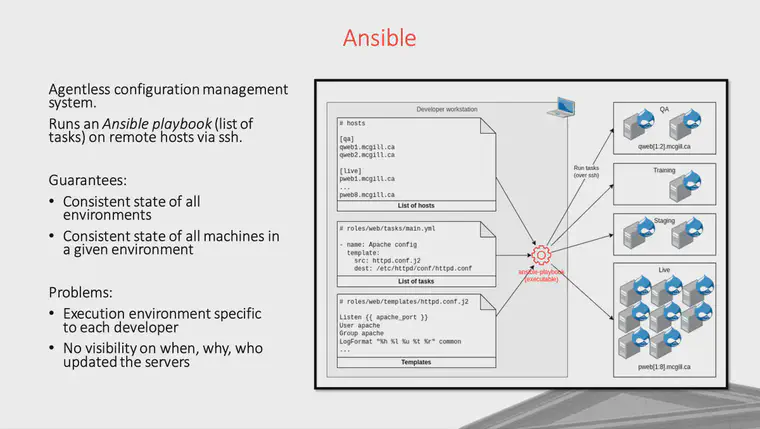 Ansible
Agentless configuration management
system.
Runs an Ansible playbook (list of
tasks) on remote hosts via ssh.
Guarantees:
• Consistent state of all
environments
• Consistent state of all machines in
a given environment
Problems:
• Execution environment specific
to each developer
• No visibility on when, why, who
updated the servers
Developer workstation
# hosts
[qa]
qweb1.mcgill.ca
qweb2.mcgill.ca
[live]
pweb1.mcgill.ca
...
pweb8.mcgill.ca
List of hosts
# roles/web/tasks/main.yml
- name: Apache config
template:
src: httpd.conf.j2
dest: /etc/httpd/conf/httpd.conf
List of tasks
# roles/web/templates/httpd.conf.j2
Listen {{ apache_port }}
User apache
Group apache
LogFormat "%h %l %u %t %r" common
...
Templates
ansible-playbook
(executable)
Run tasks
(over ssh)
QA
qweb[1:2].mcgill.ca
Training
Staging
Live
pweb[1:8].mcgill.ca